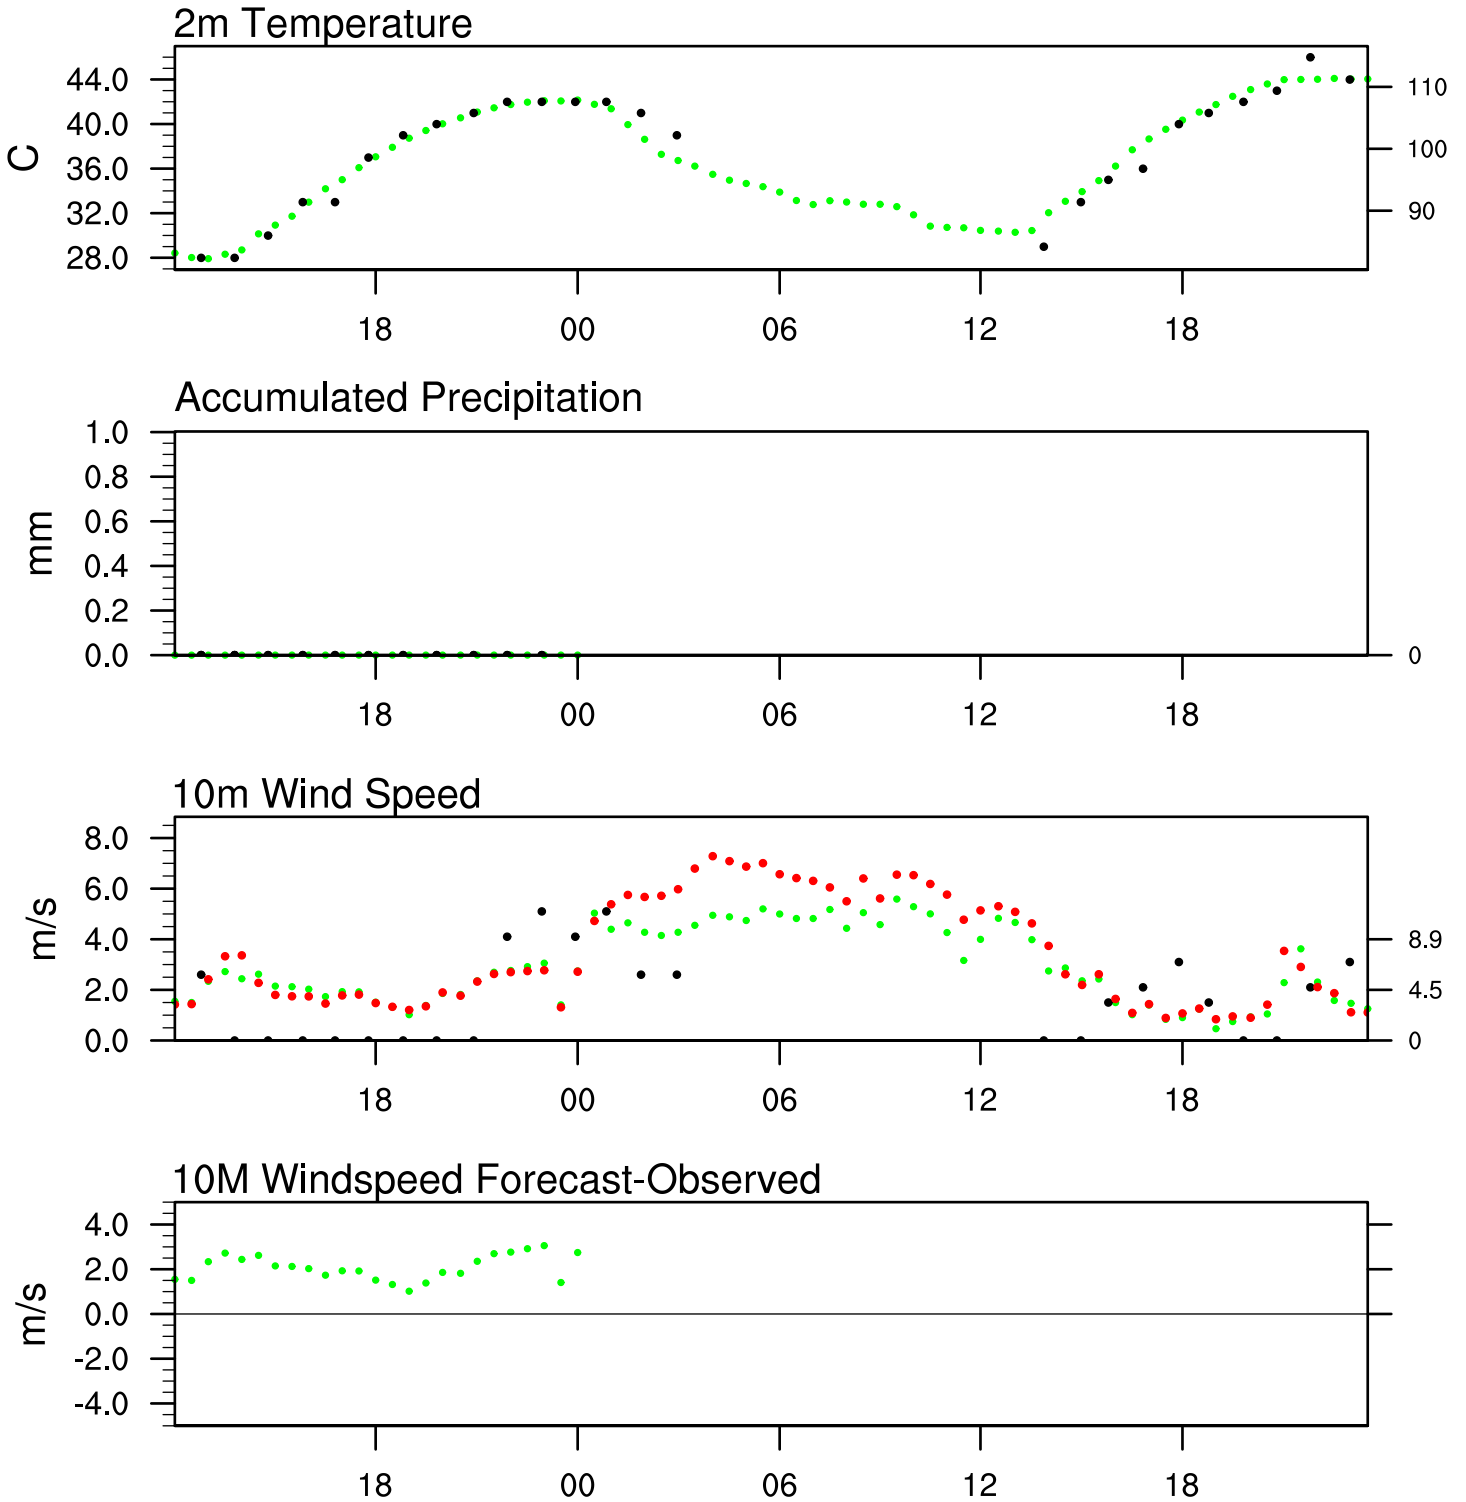 2m Temperature
44.0
40.0
36.0
32.0
28.0
C
110
100
90
18 00 06 12 18
Accumulated Precipitation
1.0
0.8
0.6
0.4
0.2
0.0
mm
0
18 00 06 12 18
10m Wind Speed
8.0
6.0
4.0
2.0
0.0
m/s
8.9
4.5
0
18 00 06 12 18
10M Windspeed Forecast-Observed
4.0
2.0
0.0
-2.0
-4.0
m/s
18 00 06 12 18